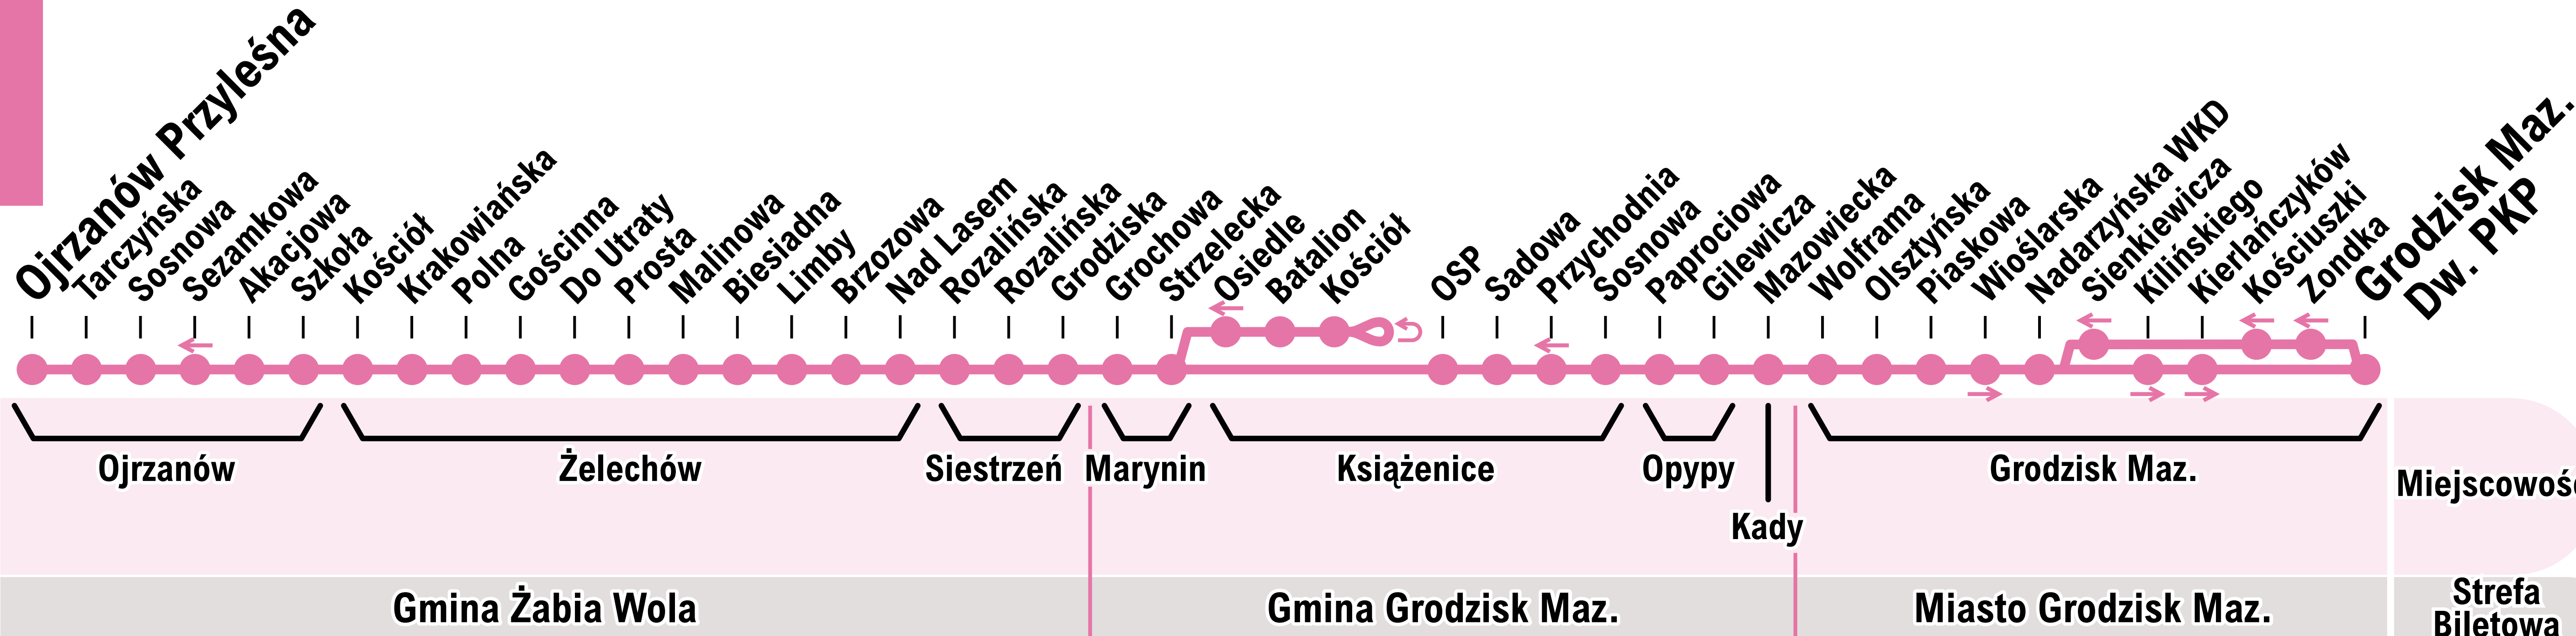 Ojrzanów Przyleśna
Tarczyńska
Sosnowa
Sezamkowa
Akacjowa
Szkoła
Kościół
Krakowiańska
Polna
Gościnna
Do Utraty
Prosta
Malinowa
Biesiadna
Limby
Brzozowa
Nad Lasem
Rozalińska
Rozalińska
Grodziska
Grochowa
Strzelecka
Osiedle
Batalion
Kościół
OSP
Sadowa
Przychodnia
Sosnowa
Paprociowa
Gilewicza
Mazowiecka
Wolframa
Olsztyńska
Piaskowa
Wioślarska
Nadarzyńska WKD
Sienkiewicza
Kilińskiego
Kierlańczyków
Kościuszki
Zondka
Grodzisk Maz.
Dw. PKP
Ojrzanów
Żelechów
Siestrzeń
Marynin
Książenice
Opypy
Kady
Grodzisk Maz.
Gmina Żabia Wola
Gmina Grodzisk Maz.
Miasto Grodzisk Maz.
Strefa
Biletowa